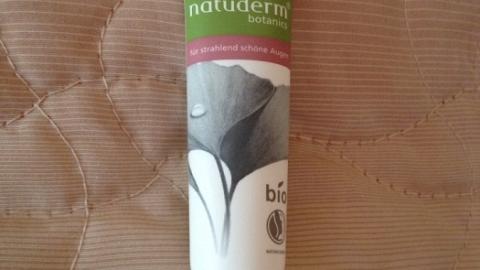 natuderm®
botanics
für strahlend schöne Augen
bio